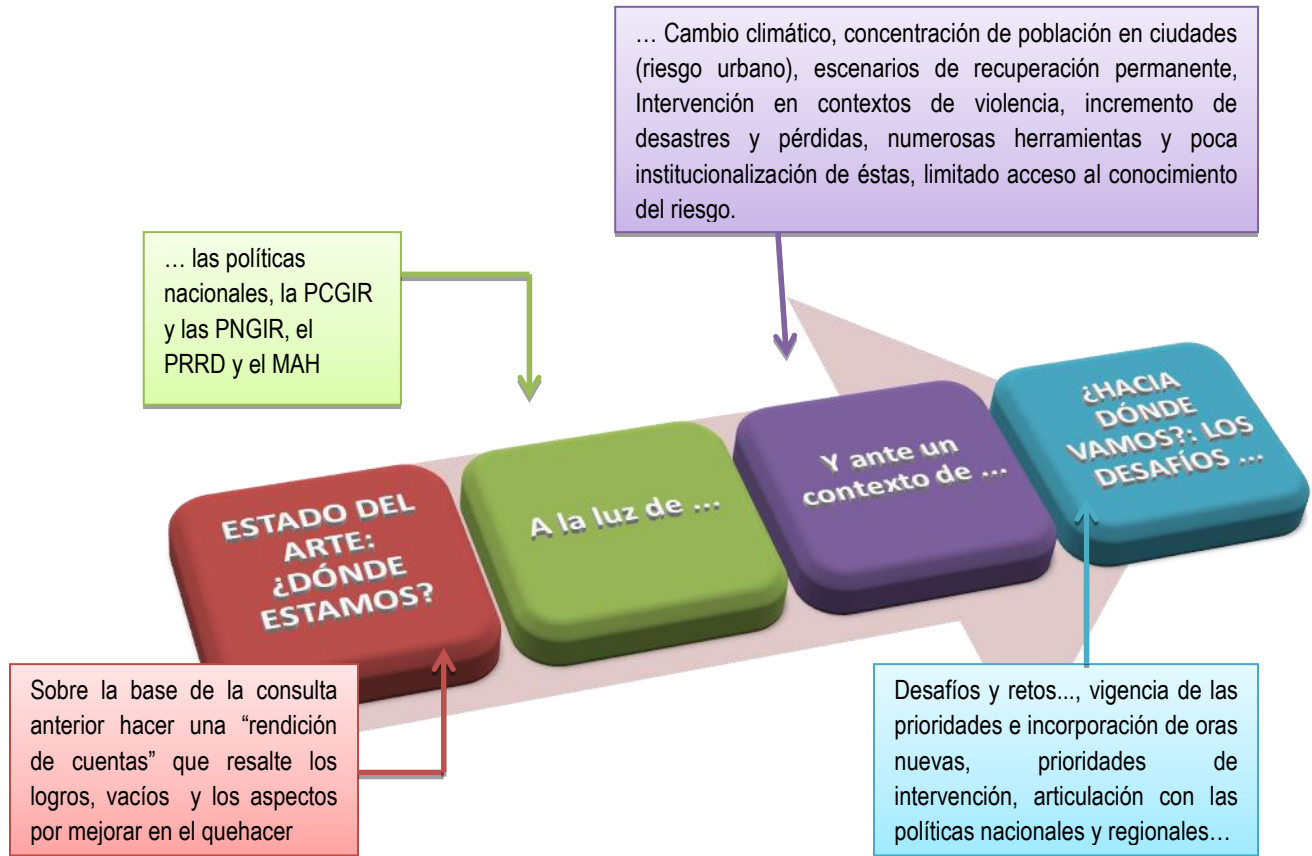 … Cambio climático, concentración de población en ciudades
(riesgo urbano), escenarios de recuperación permanente,
Intervención en contextos de violencia, incremento de
desastres y pérdidas, numerosas herramientas y poca
institucionalización de éstas, limitado acceso al conocimiento
del riesgo.
… las políticas
nacionales, la PCGIR
y las PNGIR, el
PRRD y el MAH
ESTADO DEL
ARTE:
¿DÓNDE
ESTAMOS?
A la luz de ...
Y ante un
contexto de ...
¿HACIA
DÓNDE
VAMOS?: LOS
DESAFÍOS ...
Sobre la base de la consulta
anterior hacer una “rendición
de cuentas” que resalte los
logros, vacíos y los aspectos
por mejorar en el quehacer
Desafíos y retos..., vigencia de las
prioridades e incorporación de oras
nuevas, prioridades de
intervención, articulación con las
políticas nacionales y regionales…